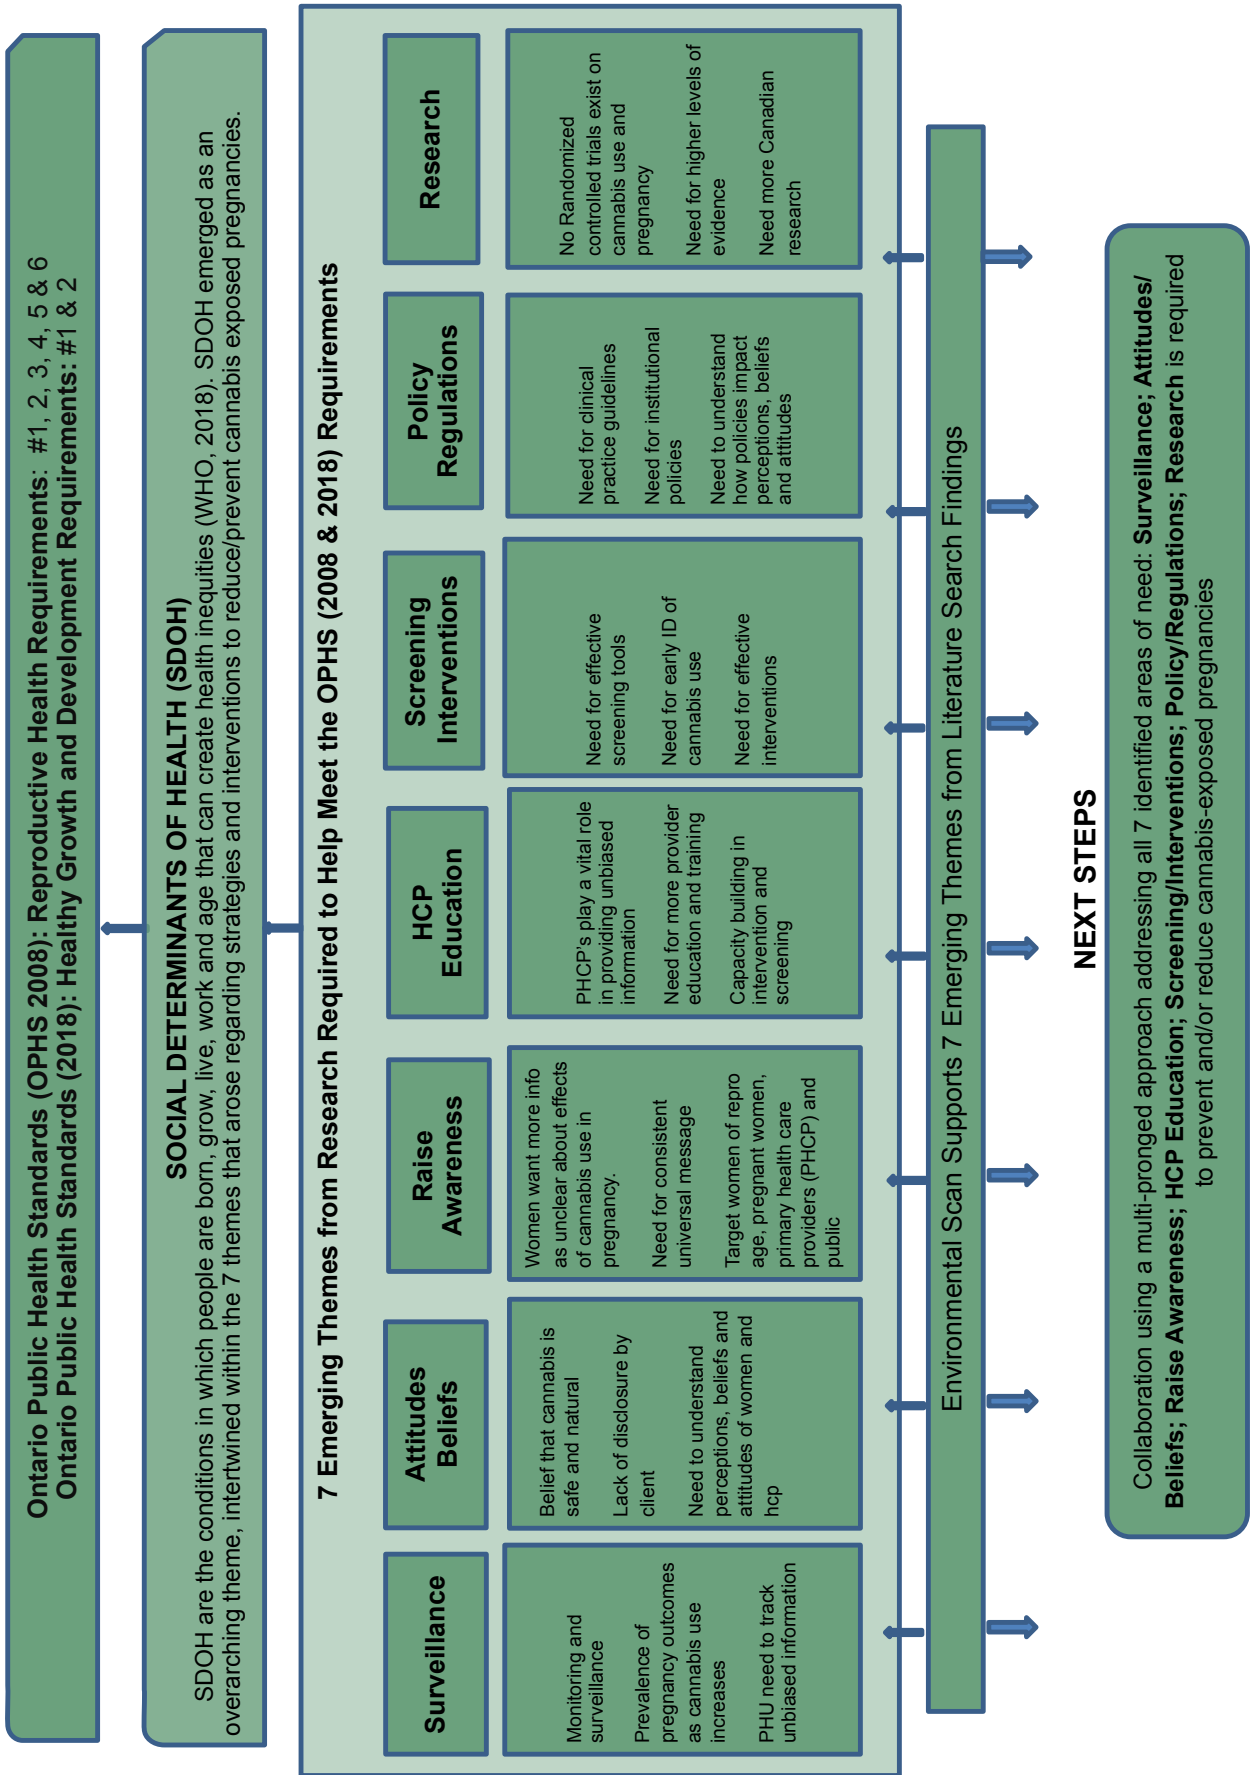 Ontario Public Health Standards (OPHS 2008): Reproductive Health Requirements: #1, 2, 3, 4, 5 & 6
Ontario Public Health Standards (2018): Healthy Growth and Development Requirements: #1 & 2
SOCIAL DETERMINANTS OF HEALTH (SDOH)
SDOH are the conditions in which people are born, grow, live, work and age that can create health inequities (WHO, 2018). SDOH emerged as an
overarching theme, intertwined within the 7 themes that arose regarding strategies and interventions to reduce/prevent cannabis exposed pregnancies.
7 Emerging Themes from Research Required to Help Meet the OPHS (2008 & 2018) Requirements
Surveillance
Monitoring and
surveillance
Prevalence of
pregnancy outcomes
as cannabis use
increases
PHU need to track
unbiased information
Attitudes
Beliefs
Belief that cannabis is
safe and natural
Lack of disclosure by
client
Need to understand
perceptions, beliefs and
attitudes of women and
hcp
Raise
Awareness
Women want more info
as unclear about effects
of cannabis use in
pregnancy.
Need for consistent
universal message
Target women of repro
age, pregnant women,
primary health care
providers (PHCP) and
public
HCP
Education
PHCP's play a vital role
in providing unbiased
information
Need for more provider
education and training
Capacity building in
intervention and
screening
Screening
Interventions
Need for effective
screening tools
Need for early ID of
cannabis use
Need for effective
interventions
Policy
Regulations
Need for clinical
practice guidelines
Need for institutional
policies
Need to understand
how policies impact
perceptions, beliefs
and attitudes
Research
No Randomized
controlled trials exist on
cannabis use and
pregnancy
Need for higher levels of
evidence
Need more Canadian
research
Environmental Scan Supports 7 Emerging Themes from Literature Search Findings
NEXT STEPS
Collaboration using a multi-pronged approach addressing all 7 identified areas of need: Surveillance; Attitudes/
Beliefs; Raise Awareness; HCP Education; Screening/Interventions; Policy/Regulations; Research is required
to prevent and/or reduce cannabis-exposed pregnancies